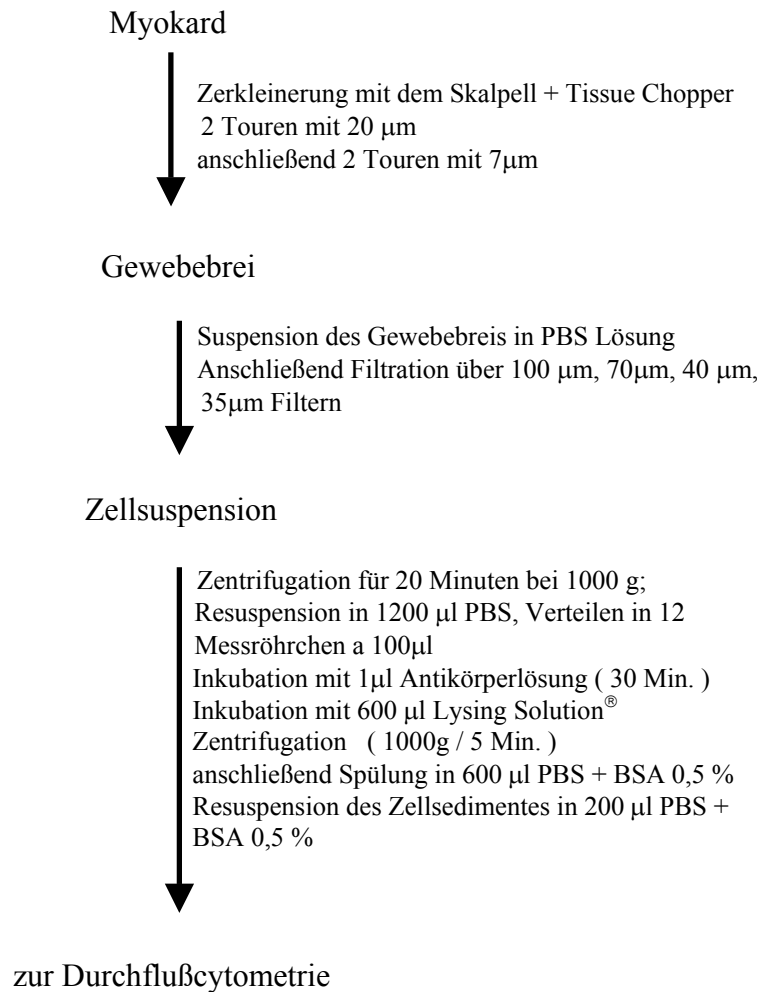 Myokard
Zerkleinerung mit dem Skalpell + Tissue Chopper
2 Touren mit 20 µm
anschließend 2 Touren mit 7µm
Gewebebrei
Suspension des Gewebebreis in PBS Lösung
Anschließend Filtration über 100 µm, 70µm, 40 µm,
35µm Filtern
Zellsuspension
Zentrifugation für 20 Minuten bei 1000 g;
Resuspension in 1200 µl PBS, Verteilen in 12
Messröhrchen a 100µl
Inkubation mit 1µl Antikörperlösung ( 30 Min. )
Inkubation mit 600 µl Lysing Solution®
Zentrifugation ( 1000g / 5 Min. )
anschließend Spülung in 600 µl PBS + BSA 0,5 %
Resuspension des Zellsedimentes in 200 µl PBS +
BSA 0,5 %
zur Durchflußcytometrie